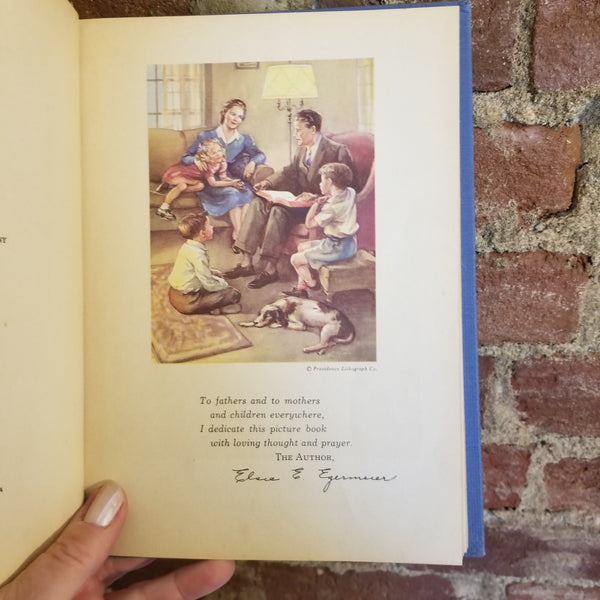 © Providence Lithograph Co.
To fathers and to mothers
and children everywhere,
I dedicate this picture book
with loving thought and prayer.
THE AUTHOR,
Elsie E Egermeier